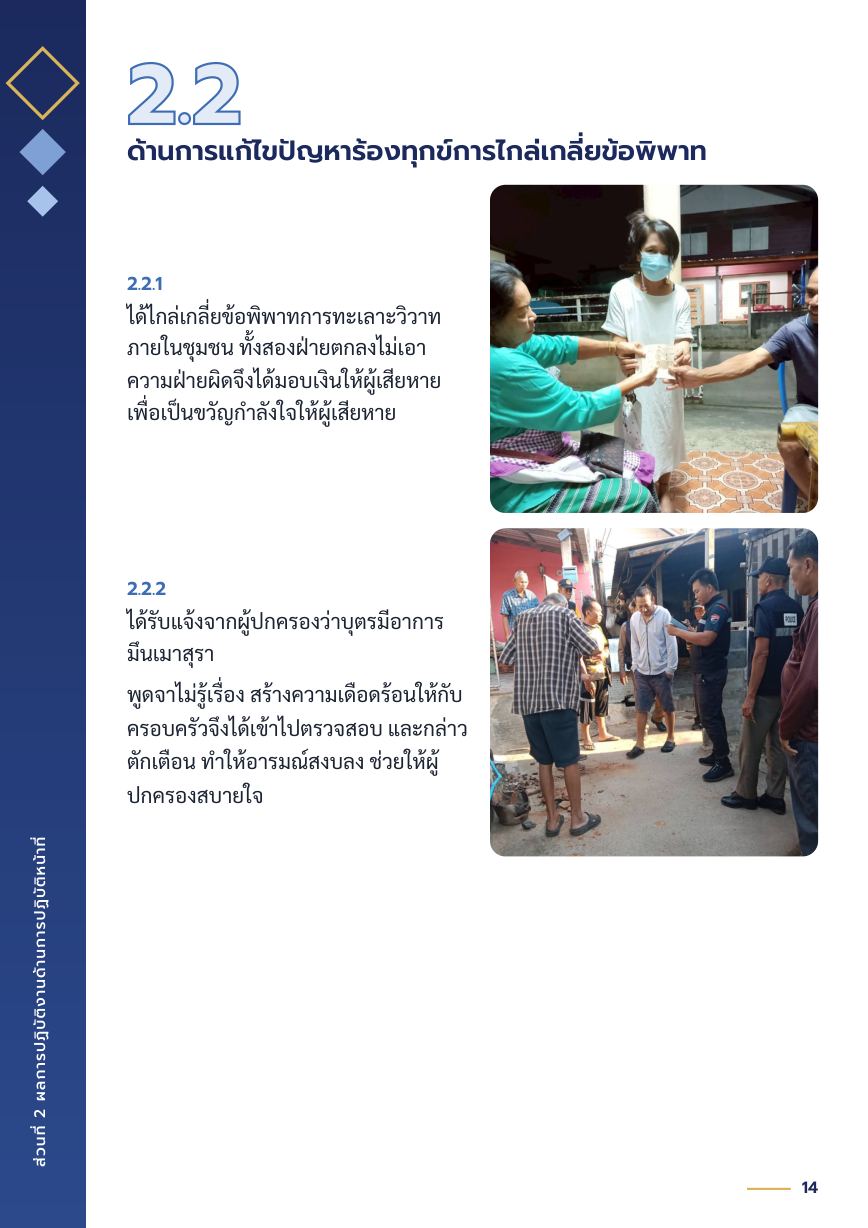 2.2
ด้านการแก้ไขปัญหาร้องทุกข์การไกล่เกลี่ยข้อพิพาท
2.2.1
ได้ไกล่เกลี่ยข้อพิพาทการทะเลาะวิวาท
ภายในชุมชน ทั้งสองฝ่ายตกลงไม่เอา
ความฝ่ายผิดจึงได้มอบเงินให้ผู้เสียหาย
เพื่อเป็นขวัญกำลังใจให้ผู้เสียหาย
2.2.2
ได้รับแจ้งจากผู้ปกครองว่าบุตรมีอาการ
มึนเมาสุรา
พูดจาไม่รู้เรื่อง สร้างความเดือดร้อนให้กับ
ครอบครัวจึงได้เข้าไปตรวจสอบ และกล่าว
ตักเตือน ทำให้อารมณ์สงบลง ช่วยให้ผู้
ปกครองสบายใจ
POLICE
ส่วนที่ 2 ผลการปฏิบัติงานด้านการปฏิบัติหน้าที่
14